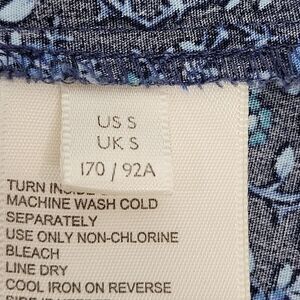 US S
UK S
170 / 92A
TURN INSIDE
MACHINE WASH COLD
SEPARATELY
USE ONLY NON-CHLORINE
BLEACH
LINE DRY
COOL IRON ON REVERSE